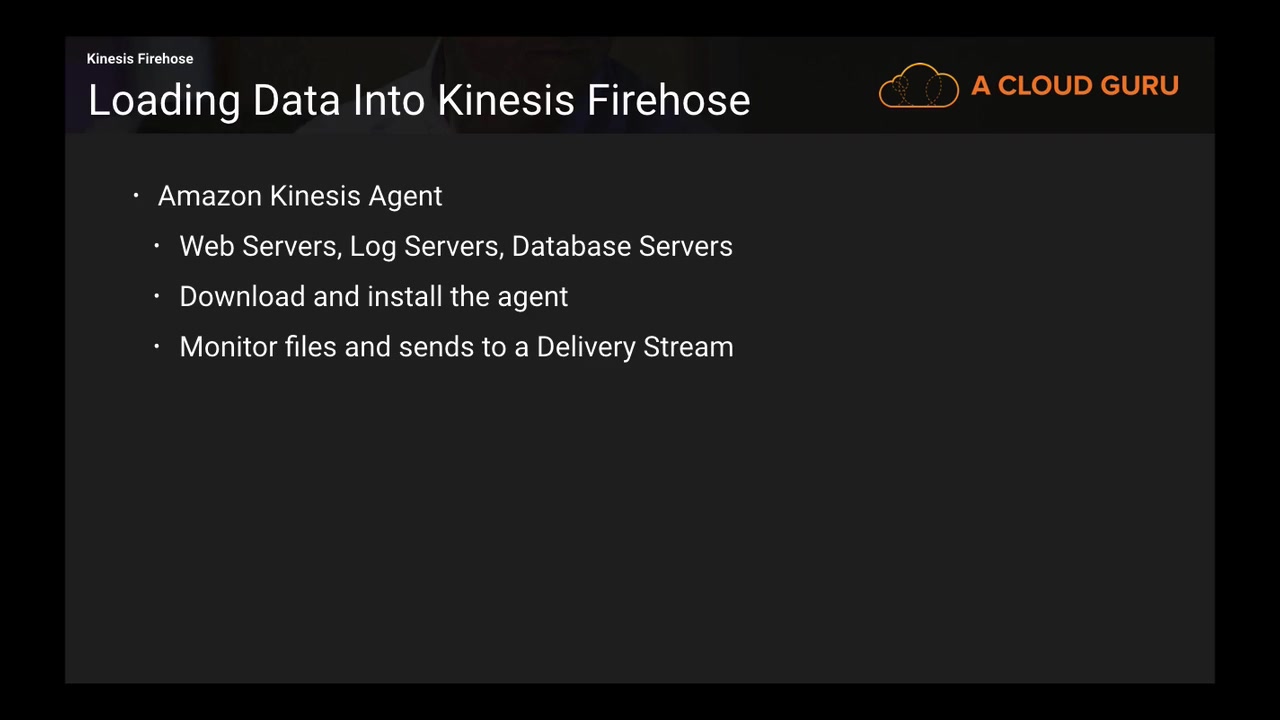 Kinesis Firehose
Loading Data Into Kinesis Firehose
A CLOUD GURU
• Amazon Kinesis Agent
• Web Servers, Log Servers, Database Servers
• Download and install the agent
• Monitor files and sends to a Delivery Stream